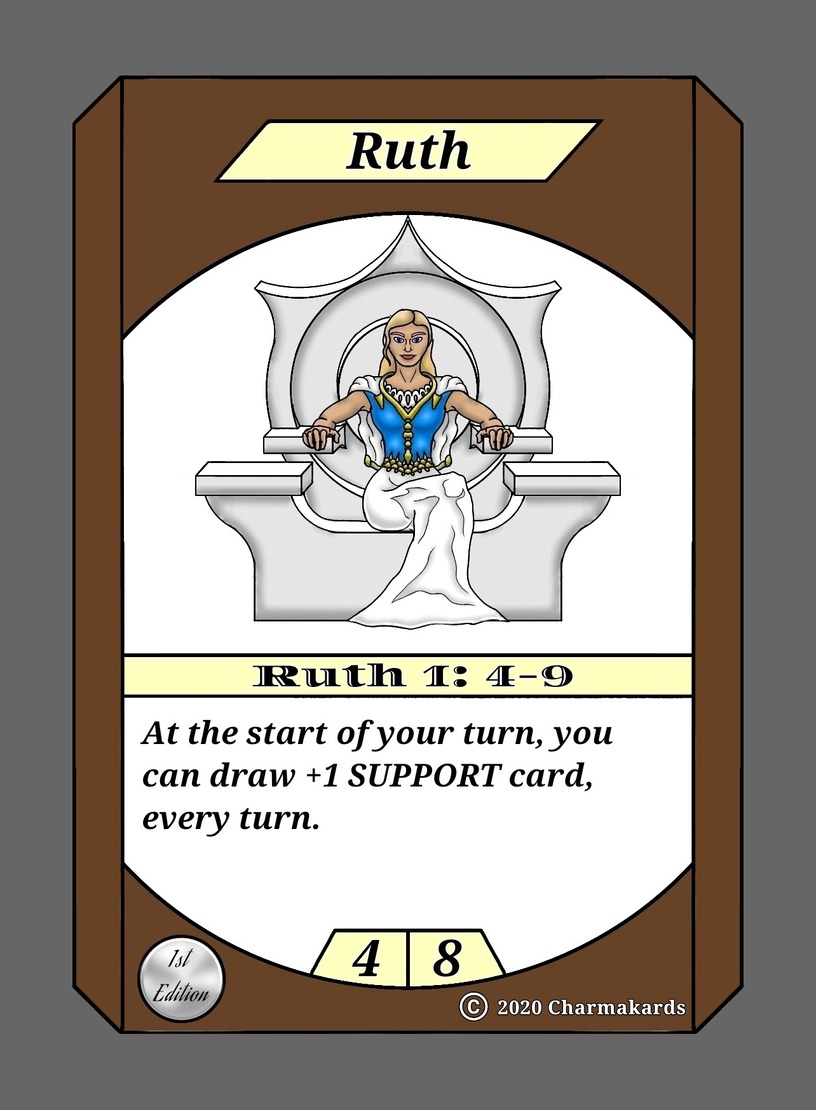 Ruth
Ruth 1: 4-9
At the start of your turn, you
can draw +1 SUPPORT card,
every turn.
4 8
1st
Edition
© 2020 Charmakards